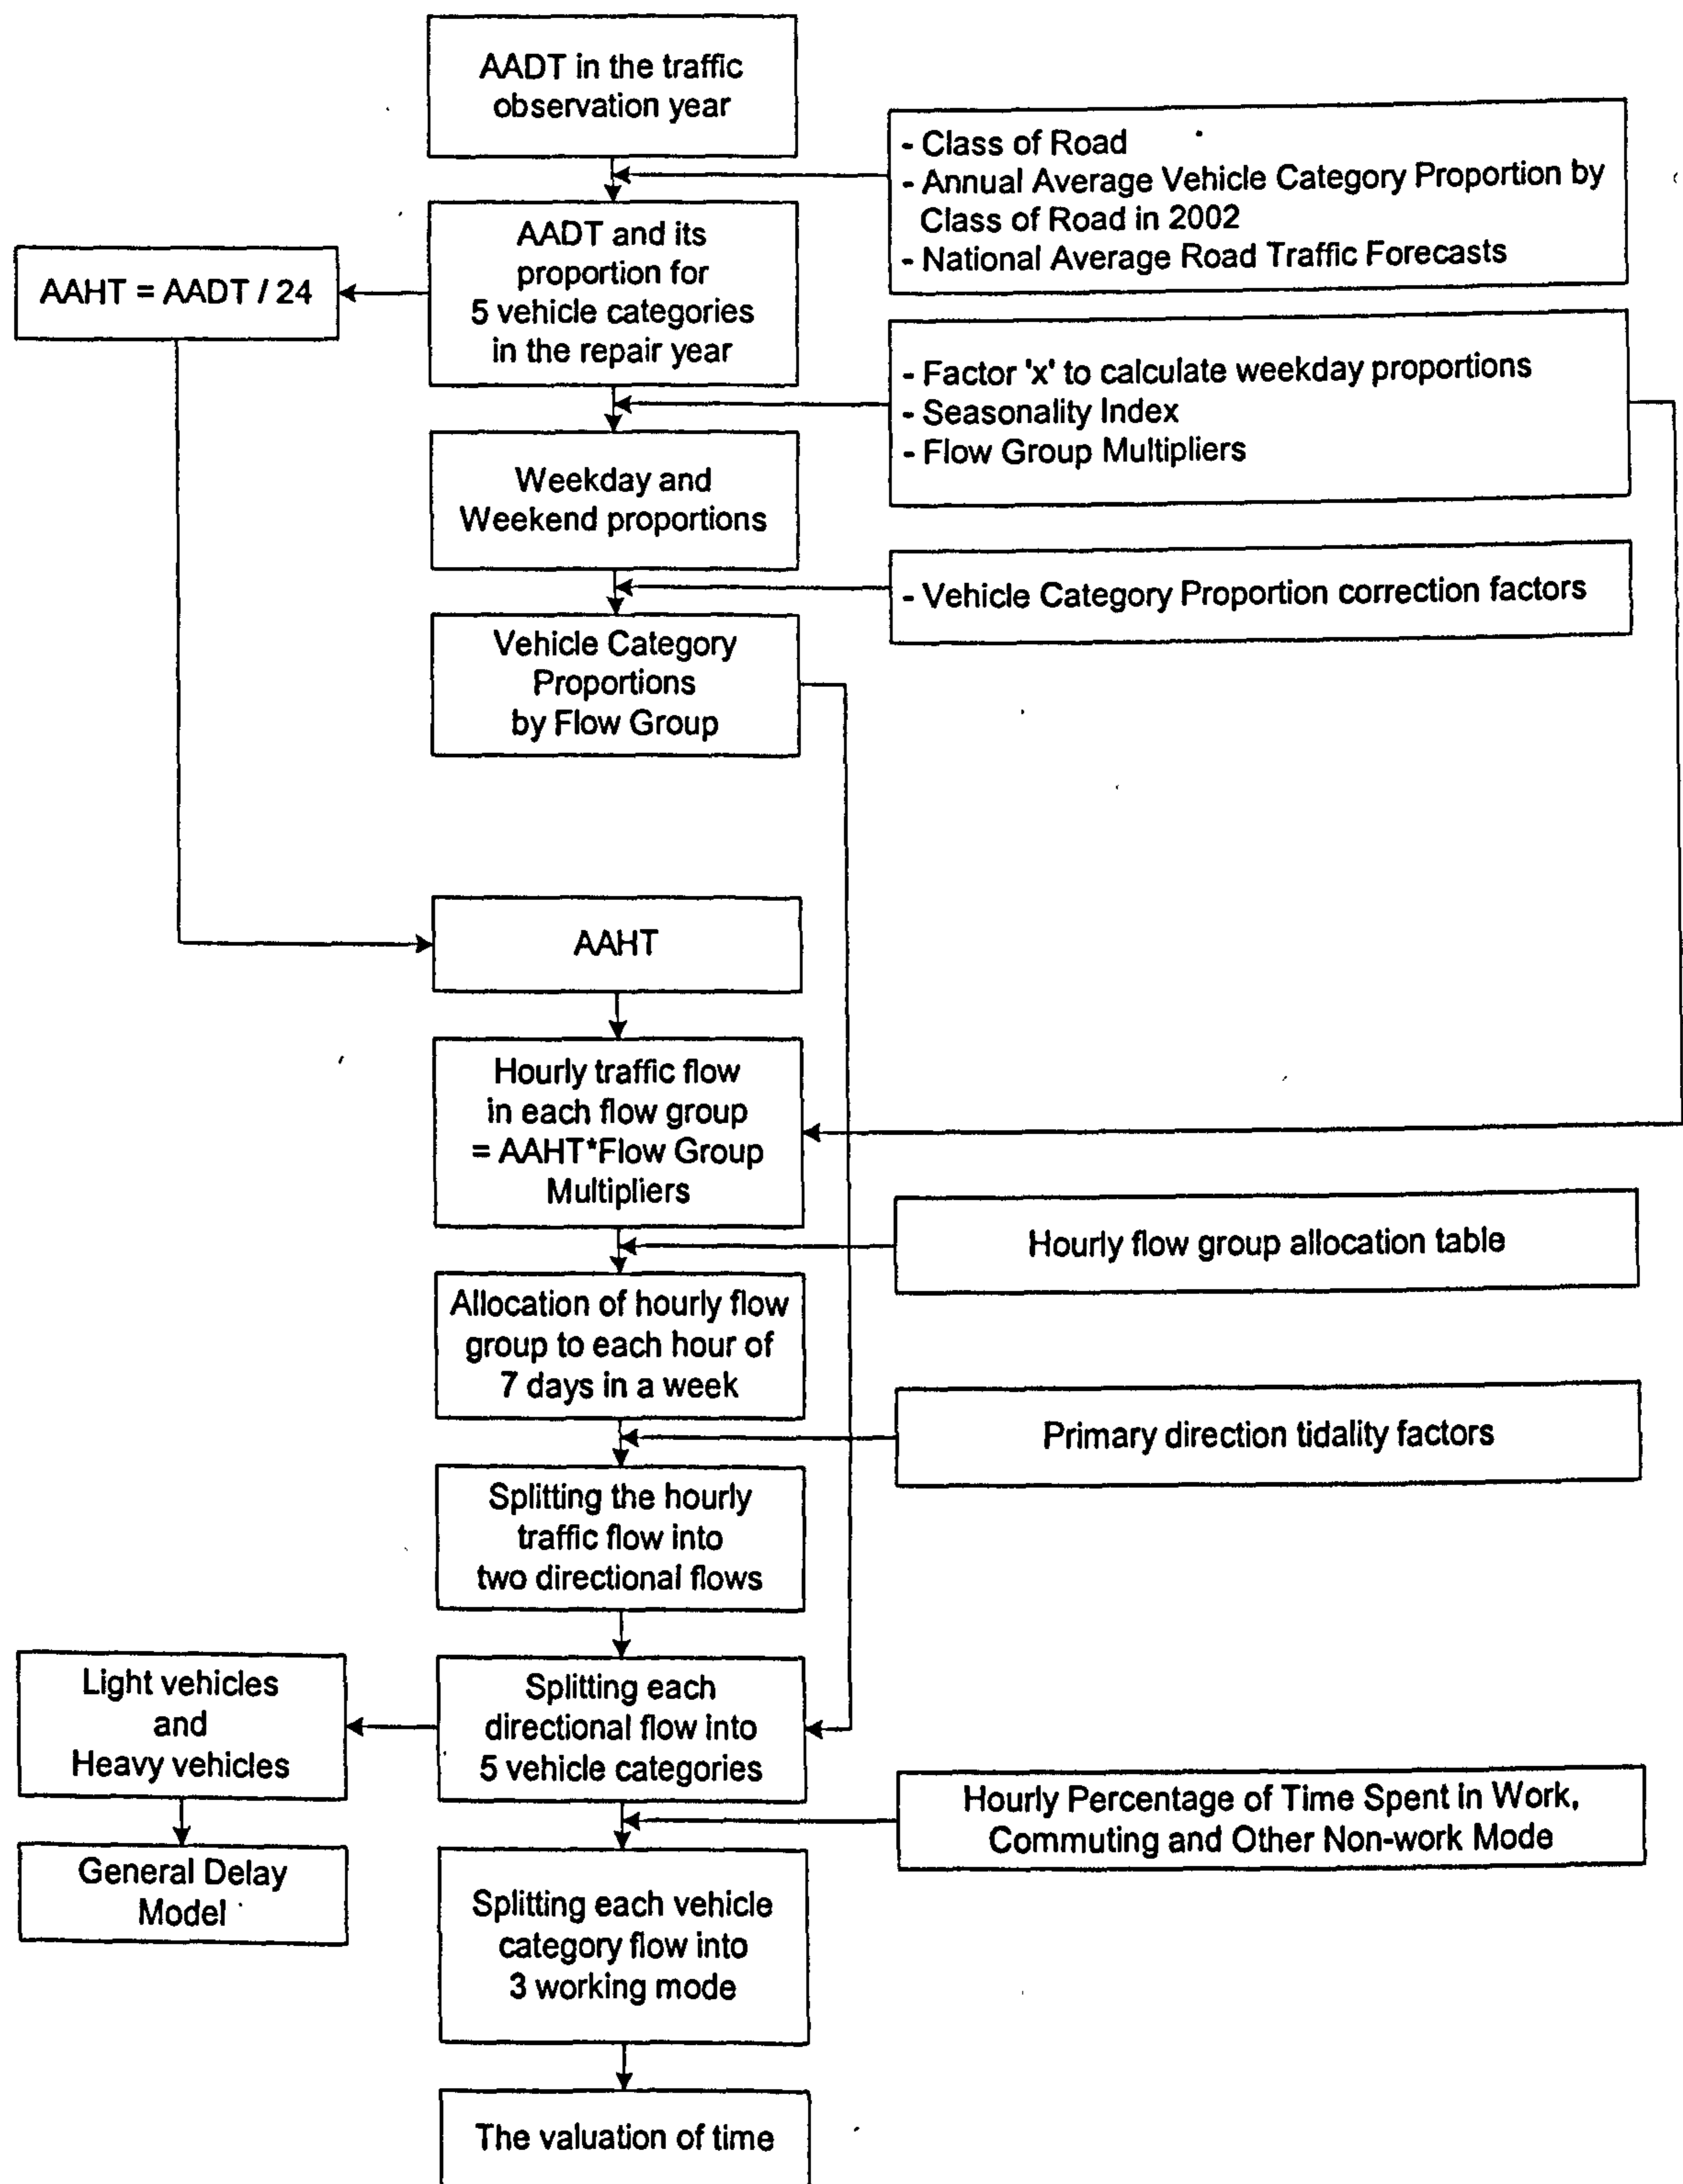 AADT in the traffic
observation year
- Class of Road
- Annual Average Vehicle Category Proportion by
Class of Road in 2002
- National Average Road Traffic Forecasts
AADT and its
proportion for
5 vehicle categories
in the repair year
AAHT = AADT / 24
- Factor 'x' to calculate weekday proportions
- Seasonality Index
- Flow Group Multipliers
Weekday and
Weekend proportions
- Vehicle Category Proportion correction factors
Vehicle Category
Proportions
by Flow Group
AAHT
Hourly traffic flow
in each flow group
= AAHT*Flow Group
Multipliers
Hourly flow group allocation table
Allocation of hourly flow
group to each hour of
7 days in a week
Primary direction tidality factors
Splitting the hourly
traffic flow into
two directional flows
Light vehicles
and
Heavy vehicles
Splitting each
directional flow into
5 vehicle categories
Hourly Percentage of Time Spent in Work,
Commuting and Other Non-work Mode
General Delay
Model
Splitting each vehicle
category flow into
3 working mode
The valuation of time